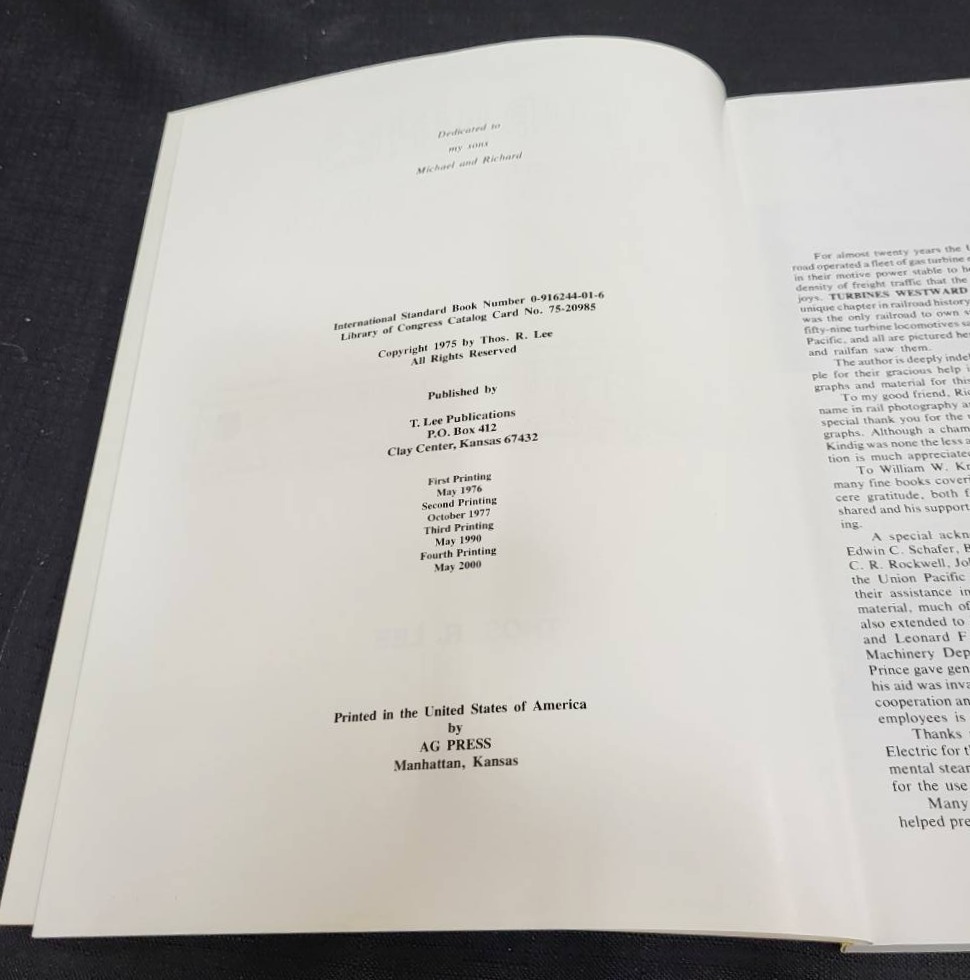 Dedicated to
my sons
Michael and Richard
International Standard Book Number 0-916244-01-6
Library of Congress Catalog Card No. 75-20985
Copyright 1975 by Thos. R. Lee
All Rights Reserved
Published by
T. Lee Publications
P.O. Box 412
Clay Center, Kansas 67432
First Printing
May 1976
Second Printing
October 1977
Third Printing
May 1990
Fourth Printing
May 2000
Printed in the United States of America
by
AG PRESS
Manhattan, Kansas
For almost twenty years the
road operated a fleet of gas turbine
in their motive power stable to
density of freight traffic that the
joys. TURBINES WESTWARD
unique chapter in railroad history
was the only railroad to own
fifty-nine turbine locomotives
Pacific, and all are pictured
and railfan saw them.
The author is deeply
ple for their gracious help
graphs and material for this
To my good friend,
name in rail photography
special thank you for the
graphs. Although a
Kindig was none the less
tion is much appreciated
To William W.
many fine books
cere gratitude, both
shared and his support
ing.
A special
Edwin C. Schafer,
C. R. Rockwell,
the Union Pacific
their assistance in
material, much of
also extended to
and Leonard F
Machinery Dep
Prince gave gen
his aid was inva
cooperation an
employees is
Thanks
Electric for
mental stear
for the use
Many
helped pre